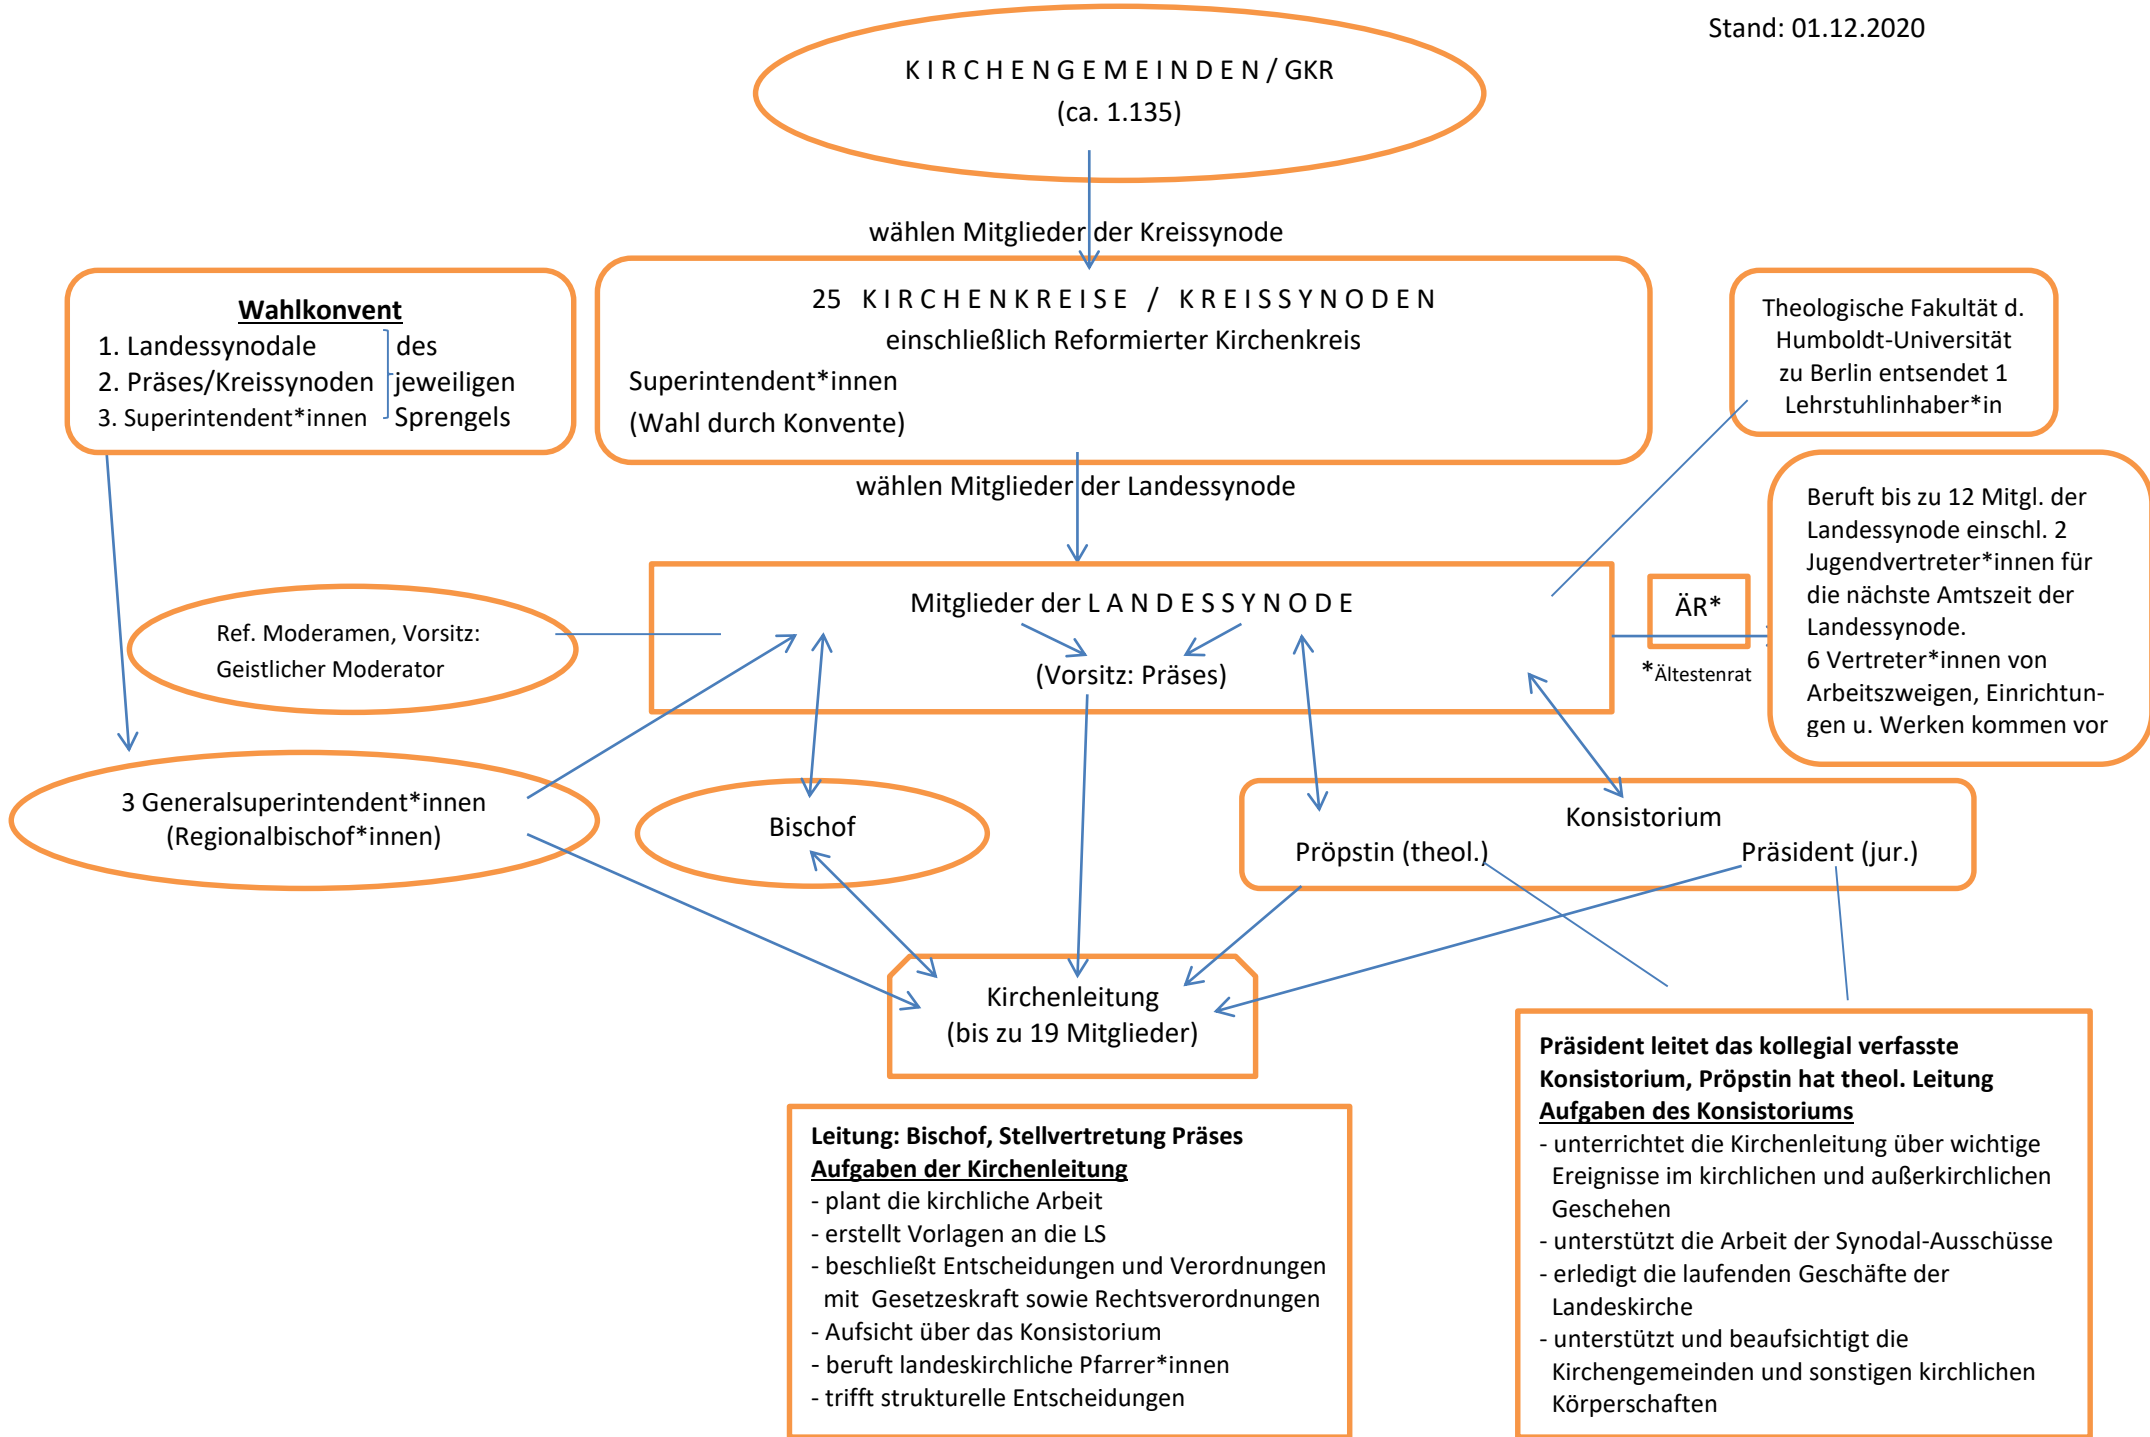 Stand: 01.12.2020
K I R C H E N G E M E I N D E N / GKR
(ca. 1.135)
wählen Mitglieder der Kreissynode
Wahlkonvent
1. Landessynodale des
2. Präses/Kreissynoden jeweiligen
3. Superintendent*innen Sprengels
25 K I R C H E N K R E I S E / K R E I S S Y N O D E N
einschließlich Reformierter Kirchenkreis
Superintendent*innen
(Wahl durch Konvente)
Theologische Fakultät d.
Humboldt-Universität
zu Berlin entsendet 1
Lehrstuhlinhaber*in
wählen Mitglieder der Landessynode
Beruft bis zu 12 Mitgl. der
Landessynode einschl. 2
Jugendvertreter*innen für
die nächste Amtszeit der
Landessynode.
6 Vertreter*innen von
Arbeitszweigen, Einrichtun-
gen u. Werken kommen vor
Ref. Moderamen, Vorsitz:
Geistlicher Moderator
Mitglieder der L A N D E S S Y N O D E
(Vorsitz: Präses)
ÄR*
*Ältestenrat
3 Generalsuperintendent*innen
(Regionalbischof*innen)
Bischof
Konsistorium
Pröpstin (theol.) Präsident (jur.)
Kirchenleitung
(bis zu 19 Mitglieder)
Leitung: Bischof, Stellvertretung Präses
Aufgaben der Kirchenleitung
- plant die kirchliche Arbeit
- erstellt Vorlagen an die LS
- beschließt Entscheidungen und Verordnungen
mit Gesetzeskraft sowie Rechtsverordnungen
- Aufsicht über das Konsistorium
- beruft landeskirchliche Pfarrer*innen
- trifft strukturelle Entscheidungen
Präsident leitet das kollegial verfasste
Konsistorium, Pröpstin hat theol. Leitung
Aufgaben des Konsistoriums
- unterrichtet die Kirchenleitung über wichtige
Ereignisse im kirchlichen und außerkirchlichen
Geschehen
- unterstützt die Arbeit der Synodal-Ausschüsse
- erledigt die laufenden Geschäfte der
Landeskirche
- unterstützt und beaufsichtigt die
Kirchengemeinden und sonstigen kirchlichen
Körperschaften